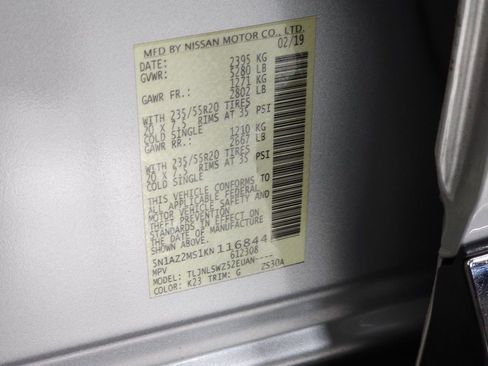 MFD BY NISSAN MOTOR CO., LTD.
DATE: 02/19
GVWR: 2395 KG
5280 LB
GAWR FR.: 1271 KG
2802 LB
WITH 235/55R20 TIRES
20 X 7.5 RIMS AT 35 PSI
COLD SINGLE
GAWR RR.: 1210 KG
2667 LB
WITH 235/55R20 TIRES
20 X 7.5 RIMS AT 35 PSI
COLD SINGLE
THIS VEHICLE CONFORMS TO
ALL APPLICABLE FEDERAL
MOTOR VEHICLE SAFETY AND
THEFT PREVENTION
STANDARDS IN EFFECT ON
THE DATE OF MANUFACTURE
SHOWN ABOVE.
5N1AZ2MS1KN116844
MPV 612308
MODEL: TLJNLSWZ52EUAN----
COLOR: K23 TRIM: G ZS30A